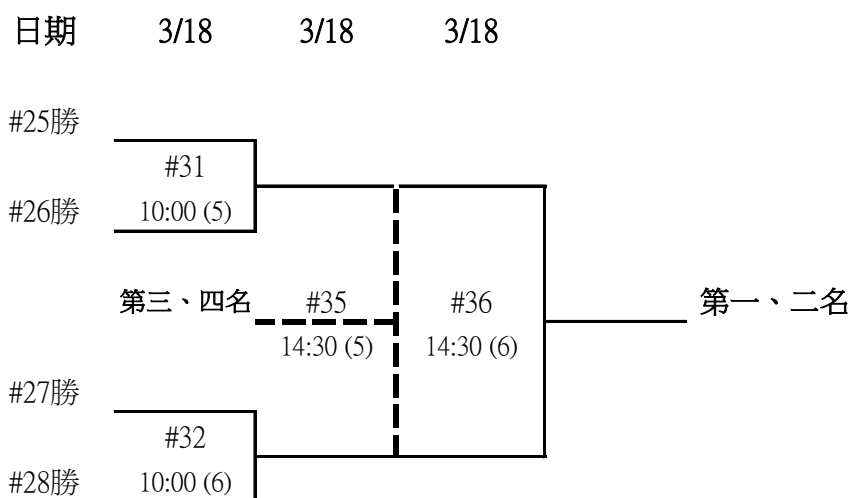 日期 3/18 3/18 3/18
#25勝
#31
#26勝 10:00 (5)
第三、四名 #35 #36 第一、二名
14:30 (5) 14:30 (6)
#27勝
#32
#28勝 10:00 (6)